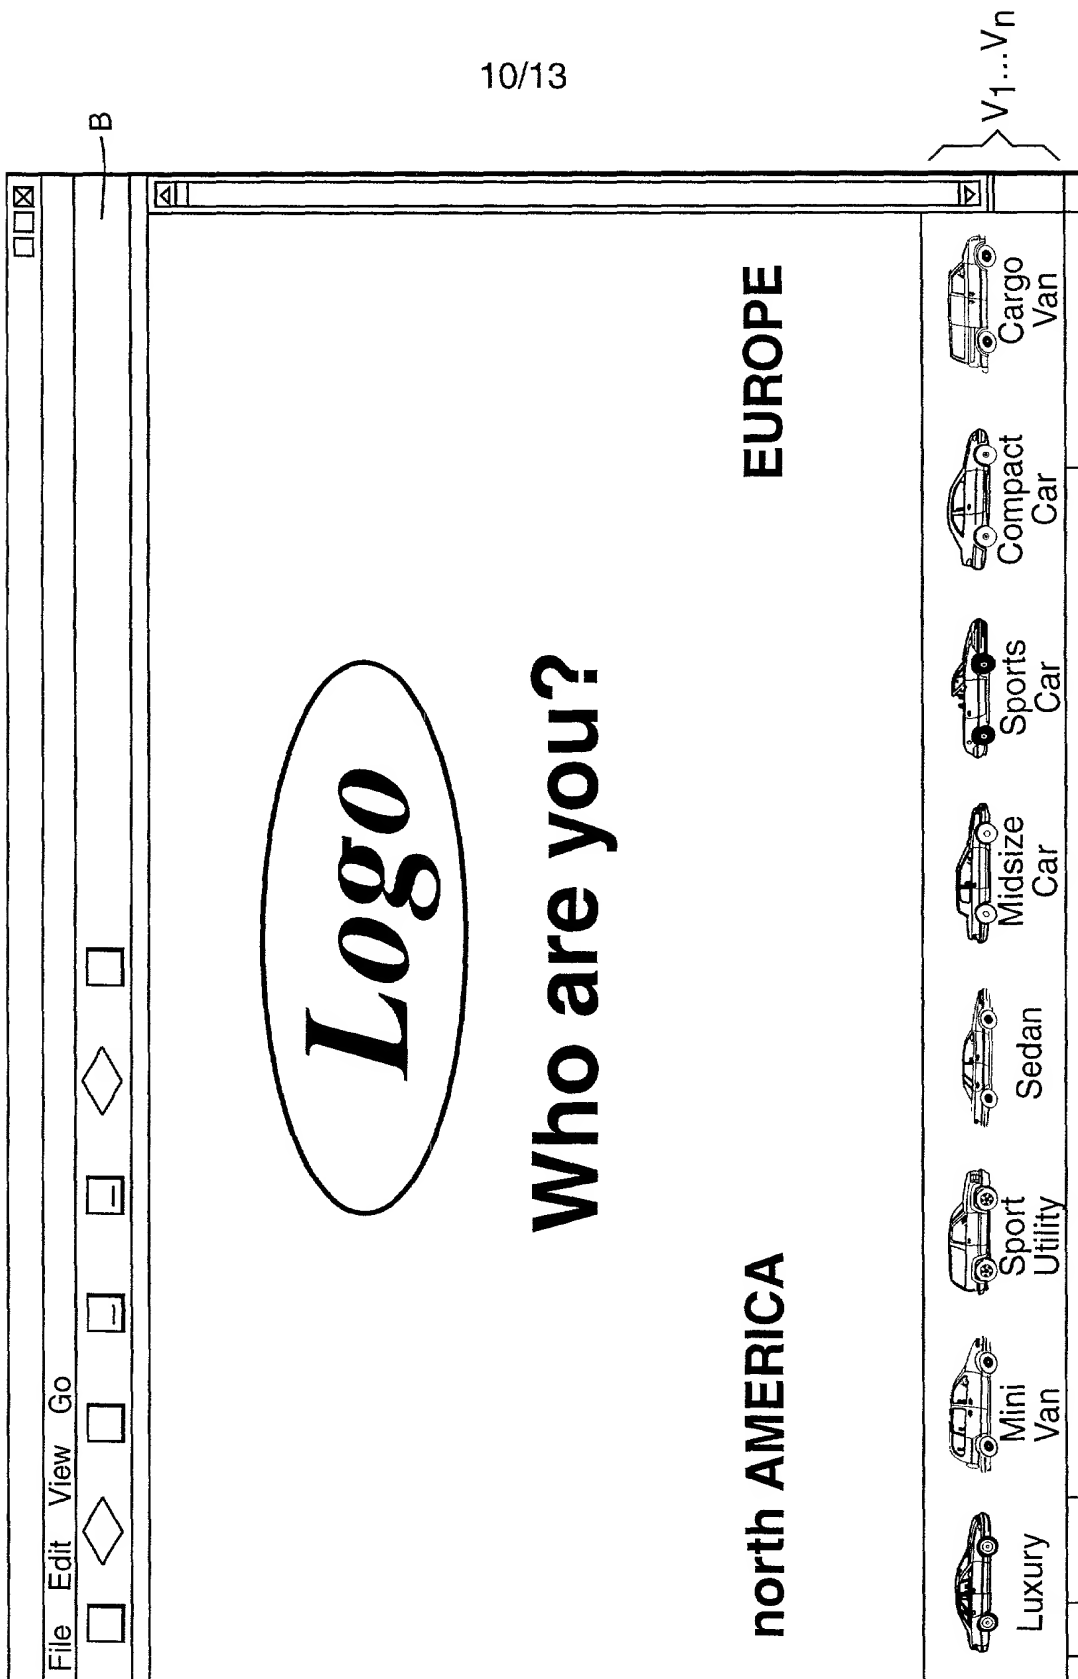 10/13
File Edit View Go
B
Logo
Who are you?
north AMERICA
EUROPE
Luxury
Mini
Van
Sport
Utility
Sedan
Midsize
Car
Sports
Car
Compact
Car
Cargo
Van
V1...Vn